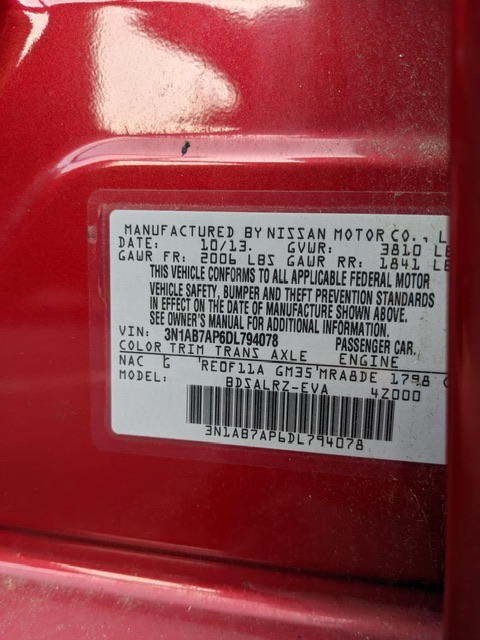 MANUFACTURED BY NISSAN MOTOR CO., L
DATE: 10/13. GVWR: 3810 LB
GAWR FR: 2006 LBS GAWR RR: 1841 LB
THIS VEHICLE CONFORMS TO ALL APPLICABLE FEDERAL MOTOR
VEHICLE SAFETY, BUMPER AND THEFT PREVENTION STANDARDS
IN EFFECT ON THE DATE OF MANUFACTURE SHOWN ABOVE.
SEE OWNER'S MANUAL FOR ADDITIONAL INFORMATION.
VIN: 3N1AB7AP6DL794078 PASSENGER CAR.
COLOR TRIM TRANS AXLE ENGINE
NAC G RE0F11A GM35 MRA8DE 1798 C
MODEL: BDSALRZ-EVA 4Z000
3N1AB7AP6DL794078